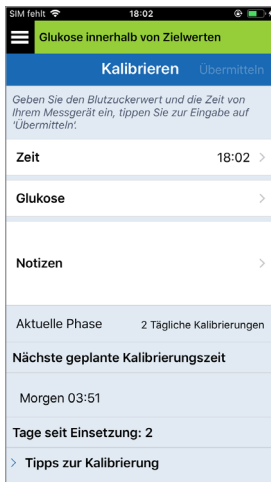 SIM fehlt 18:02
Glukose innerhalb von Zielwerten
Kalibrieren Übermitteln
Geben Sie den Blutzuckerwert und die Zeit von
Ihrem Messgerät ein, tippen Sie zur Eingabe auf
'Übermitteln'.
Zeit 18:02 >
Glukose >
Notizen >
Aktuelle Phase 2 Tägliche Kalibrierungen
Nächste geplante Kalibrierungszeit
Morgen 03:51
Tage seit Einsetzung: 2
> Tipps zur Kalibrierung